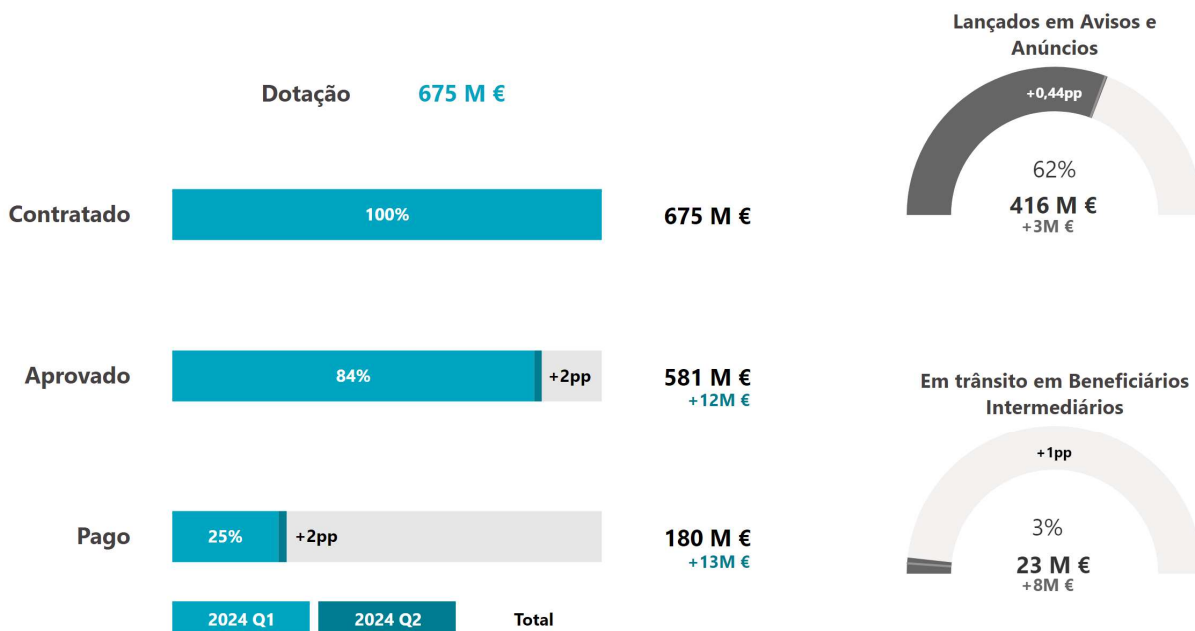 Dotação 675 M €
Contratado 100% 675 M €
Aprovado 84% +2pp 581 M €
+12M €
Pago 25% +2pp 180 M €
+13M €
2024 Q1 2024 Q2 Total
Lançados em Avisos e
Anúncios
+0,44pp
62%
416 M €
+3M €
Em trânsito em Beneficiários
Intermediários
+1pp
3%
23 M €
+8M €